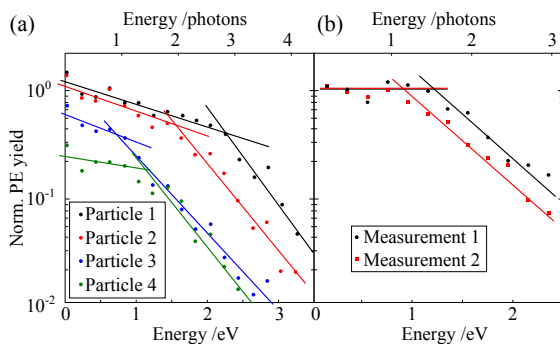 Energy /photons
Energy /photons
(a)
1 2 3 4
(b)
1 2 3
Norm. PE yield
10^0
10^-1
10^-2
Particle 1
Particle 2
Particle 3
Particle 4
Measurement 1
Measurement 2
0 1 2 3
0 1 2
Energy /eV
Energy /eV